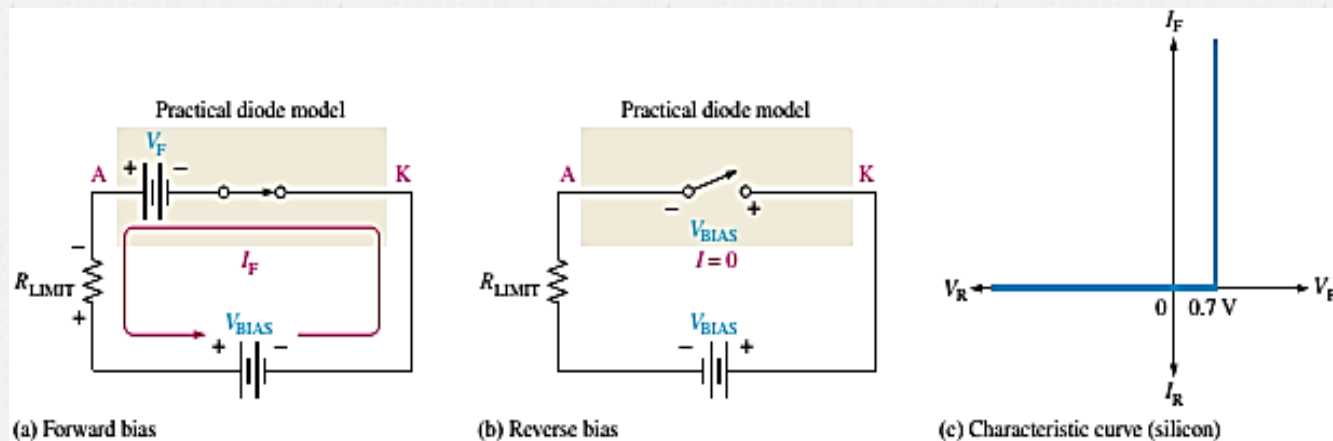 Practical diode model
V_F
A + − K
−
I_F
R_LIMIT
+
V_BIAS
+ −
(a) Forward bias
Practical diode model
A K
− +
V_BIAS
I = 0
R_LIMIT
V_BIAS
− +
(b) Reverse bias
I_F
V_R V_F
0 0.7 V
I_R
(c) Characteristic curve (silicon)